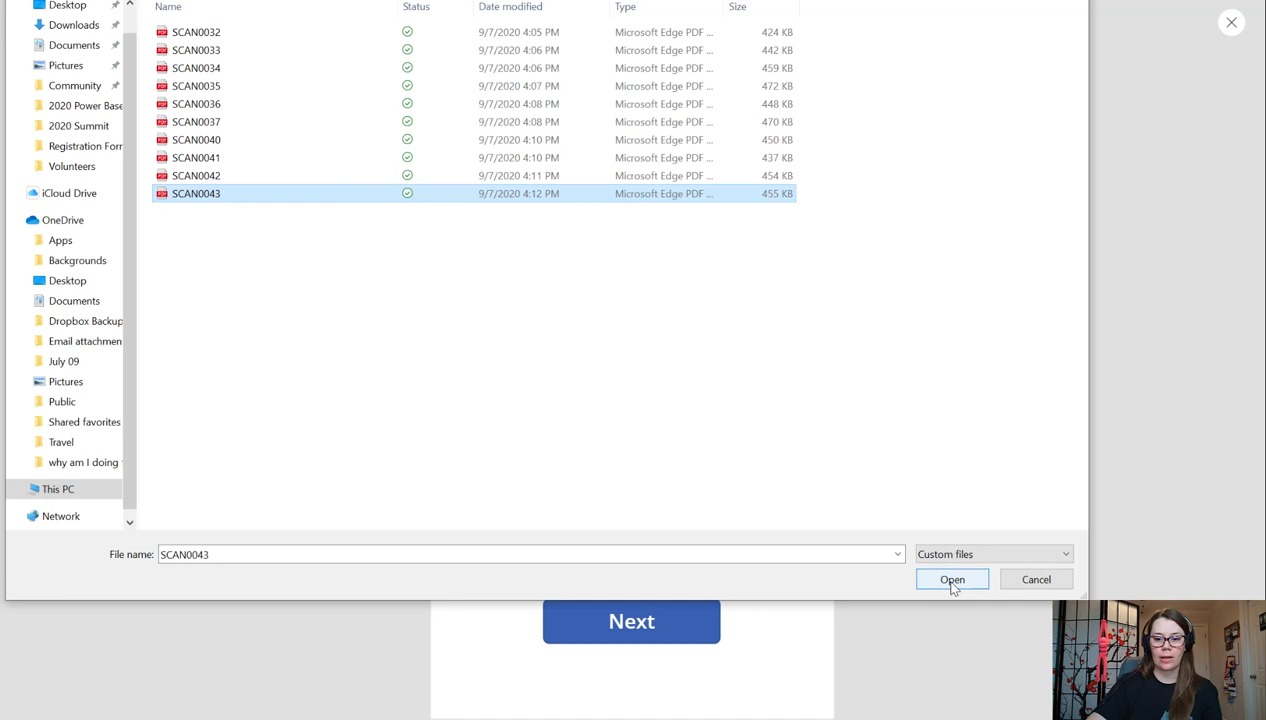 Desktop
Downloads
Documents
Pictures
Community
2020 Power Base
2020 Summit
Registration Forr
Volunteers
iCloud Drive
OneDrive
Apps
Backgrounds
Desktop
Documents
Dropbox Backup
Email attachmen
July 09
Pictures
Public
Shared favorites
Travel
why am I doing
This PC
Network
Name Status Date modified Type Size
SCAN0032 9/7/2020 4:05 PM Microsoft Edge PDF ... 424 KB
SCAN0033 9/7/2020 4:06 PM Microsoft Edge PDF ... 442 KB
SCAN0034 9/7/2020 4:06 PM Microsoft Edge PDF ... 459 KB
SCAN0035 9/7/2020 4:07 PM Microsoft Edge PDF ... 472 KB
SCAN0036 9/7/2020 4:08 PM Microsoft Edge PDF ... 448 KB
SCAN0037 9/7/2020 4:08 PM Microsoft Edge PDF ... 470 KB
SCAN0040 9/7/2020 4:10 PM Microsoft Edge PDF ... 450 KB
SCAN0041 9/7/2020 4:10 PM Microsoft Edge PDF ... 437 KB
SCAN0042 9/7/2020 4:11 PM Microsoft Edge PDF ... 454 KB
SCAN0043 9/7/2020 4:12 PM Microsoft Edge PDF ... 455 KB
File name: SCAN0043 Custom files
Open Cancel
Next